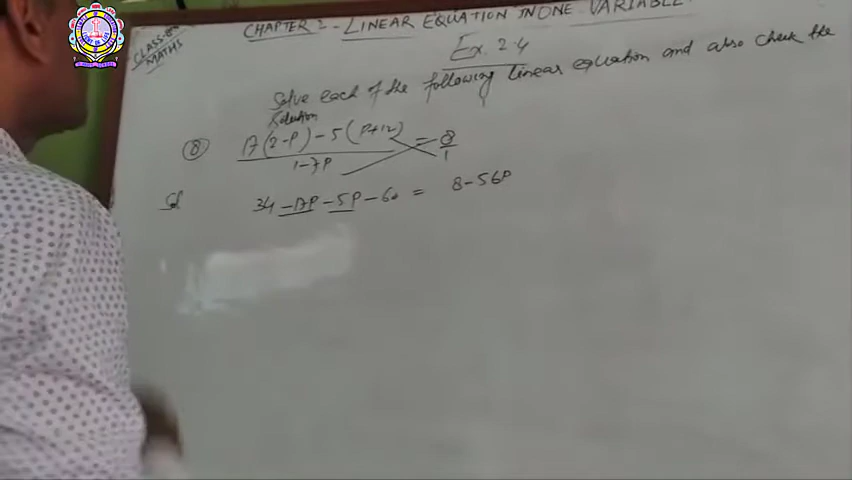 CLASS-8
MATHS
CHAPTER 2 - LINEAR EQUATION IN ONE VARIABLE
Ex. 2.4
Solve each of the following linear equation and also check the
Solution
⑧ 17(2-P) - 5(P+12) = 8
1-7P 1
Sol 34 - 17P - 5P - 60 = 8 - 56P